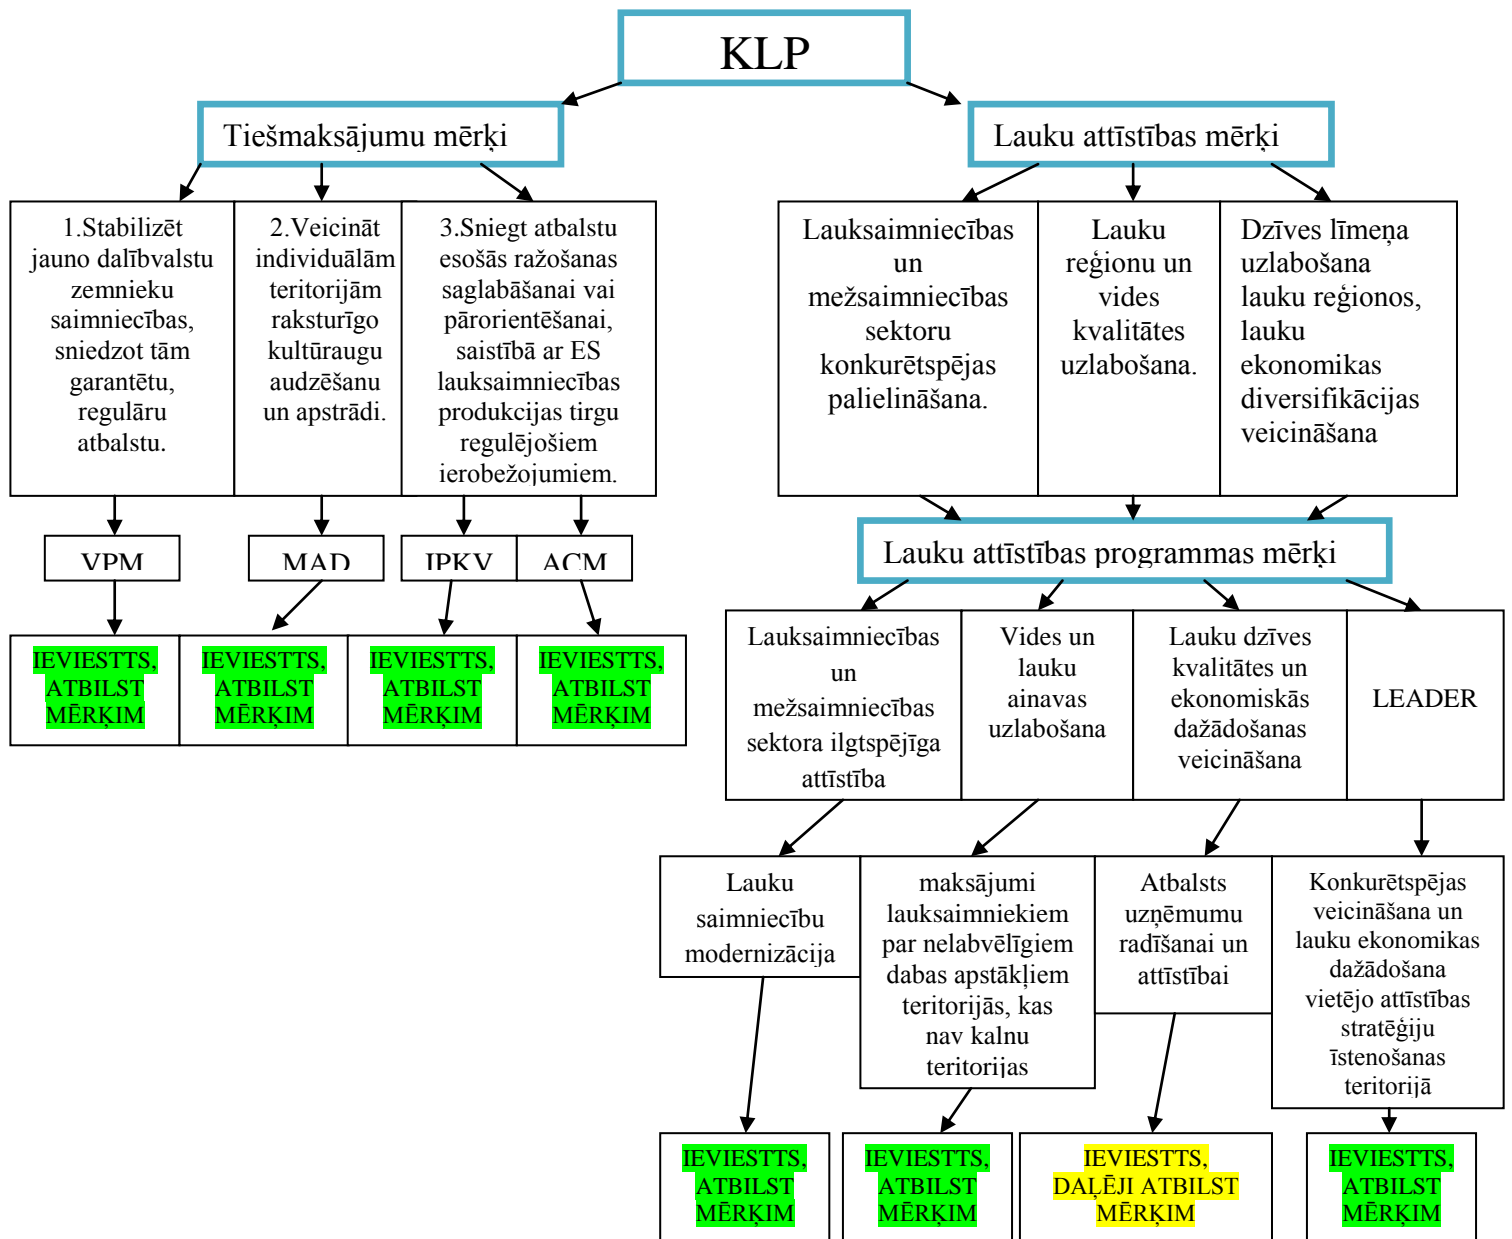 KLP
Tiešmaksājumu mērķi
Lauku attīstības mērķi
1.Stabilizēt
jauno dalībvalstu
zemnieku
saimniecības,
sniedzot tām
garantētu,
regulāru
atbalstu.
2.Veicināt
individuālām
teritorijām
raksturīgo
kultūraugu
audzēšanu
un apstrādi.
3.Sniegt atbalstu
esošās ražošanas
saglabāšanai vai
pārorientēšanai,
saistībā ar ES
lauksaimniecības
produkcijas tirgu
regulējošiem
ierobežojumiem.
Lauksaimniecības
un
mežsaimniecības
sektoru
konkurētspējas
palielināšana.
Lauku
reģionu un
vides
kvalitātes
uzlabošana.
Dzīves līmeņa
uzlabošana
lauku reģionos,
lauku
ekonomikas
diversifikācijas
veicināšana
VPM
MAD
IPKV
ACM
Lauku attīstības programmas mērķi
IEVIESTTS,
ATBILST
MĒRĶIM
IEVIESTTS,
ATBILST
MĒRĶIM
IEVIESTTS,
ATBILST
MĒRĶIM
IEVIESTTS,
ATBILST
MĒRĶIM
Lauksaimniecības
un
mežsaimniecības
sektora ilgtspējīga
attīstība
Vides un
lauku
ainavas
uzlabošana
Lauku dzīves
kvalitātes un
ekonomiskās
dažādošanas
veicināšana
LEADER
Lauku
saimniecību
modernizācija
maksājumi
lauksaimniekiem
par nelabvēlīgiem
dabas apstākļiem
teritorijās, kas
nav kalnu
teritorijas
Atbalsts
uzņēmumu
radīšanai un
attīstībai
Konkurētspējas
veicināšana un
lauku ekonomikas
dažādošana
vietējo attīstības
stratēģiju
īstenošanas
teritorijā
IEVIESTTS,
ATBILST
MĒRĶIM
IEVIESTTS,
ATBILST
MĒRĶIM
IEVIESTTS,
DAĻĒJI ATBILST
MĒRĶIM
IEVIESTTS,
ATBILST
MĒRĶIM